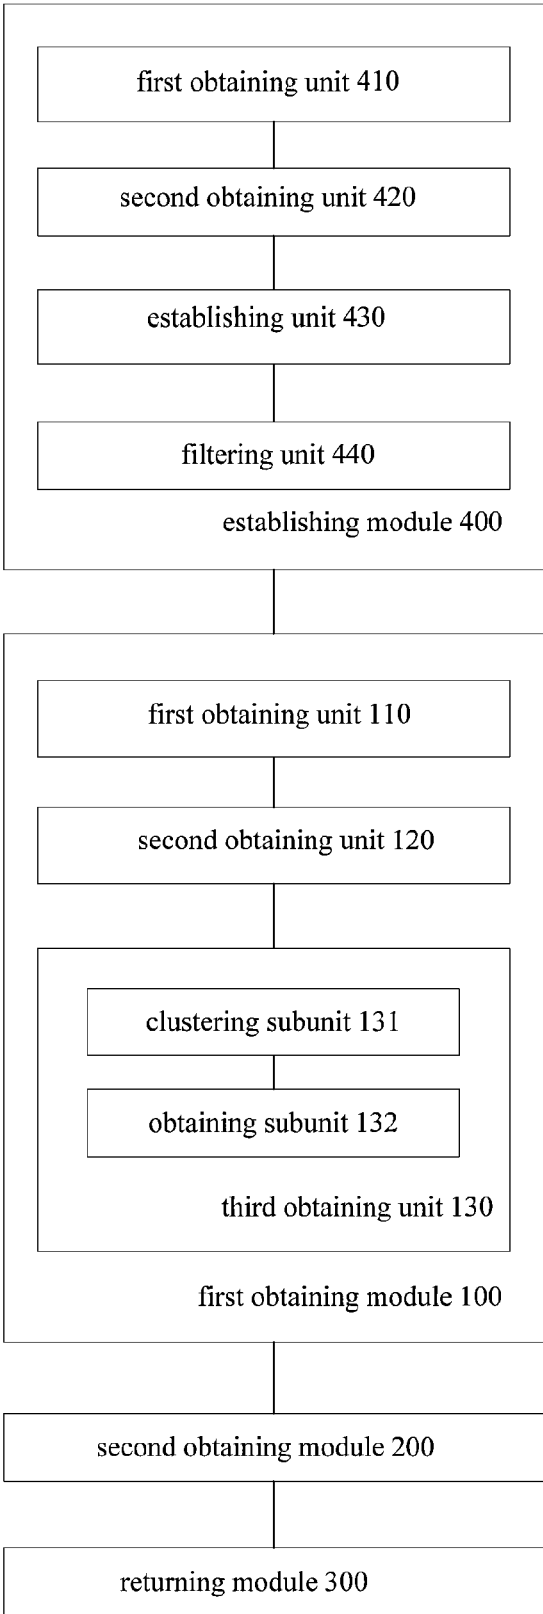 first obtaining unit 410
second obtaining unit 420
establishing unit 430
filtering unit 440
establishing module 400
first obtaining unit 110
second obtaining unit 120
clustering subunit 131
obtaining subunit 132
third obtaining unit 130
first obtaining module 100
second obtaining module 200
returning module 300